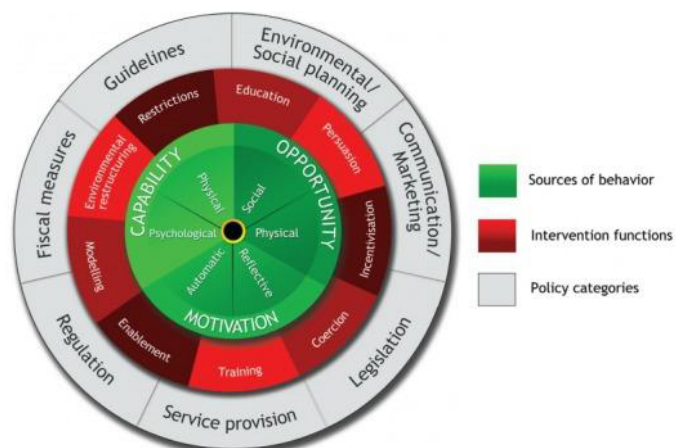 Guidelines
Environmental/
Social planning
Communication/
Marketing
Legislation
Service provision
Regulation
Fiscal measures
Restrictions
Education
Persuasion
Incentivisation
Coercion
Training
Enablement
Modelling
Environmental
restructuring
CAPABILITY
OPPORTUNITY
MOTIVATION
Physical
Social
Psychological
Physical
Automatic
Reflective
Sources of behavior
Intervention functions
Policy categories